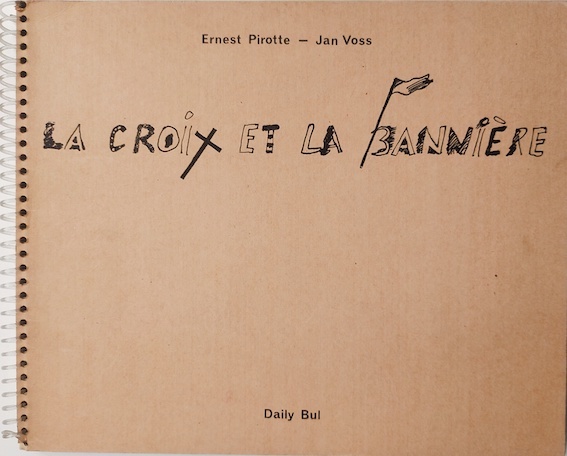 Ernest Pirotte — Jan Voss
LA CROIX ET LA BANNIÈRE
Daily Bul